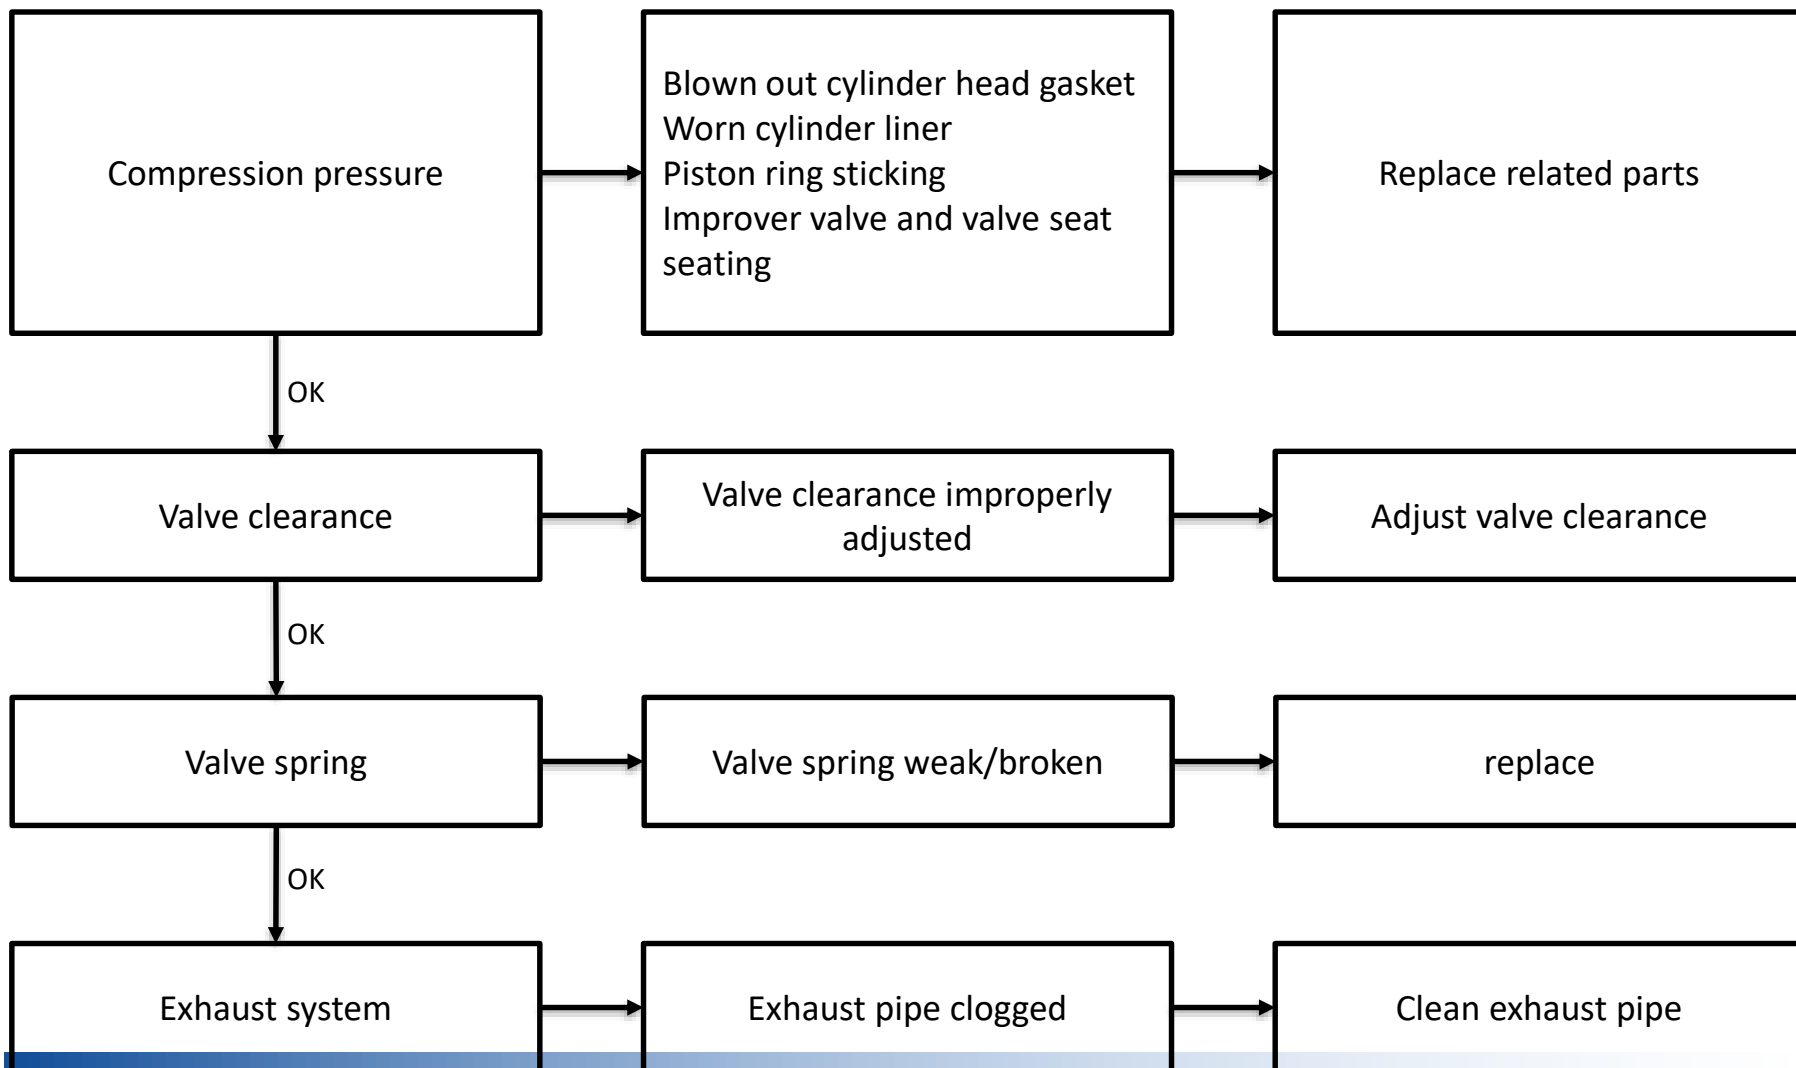 Compression pressure
Blown out cylinder head gasket
Worn cylinder liner
Piston ring sticking
Improver valve and valve seat
seating
Replace related parts
OK
Valve clearance
Valve clearance improperly
adjusted
Adjust valve clearance
OK
Valve spring
Valve spring weak/broken
replace
OK
Exhaust system
Exhaust pipe clogged
Clean exhaust pipe